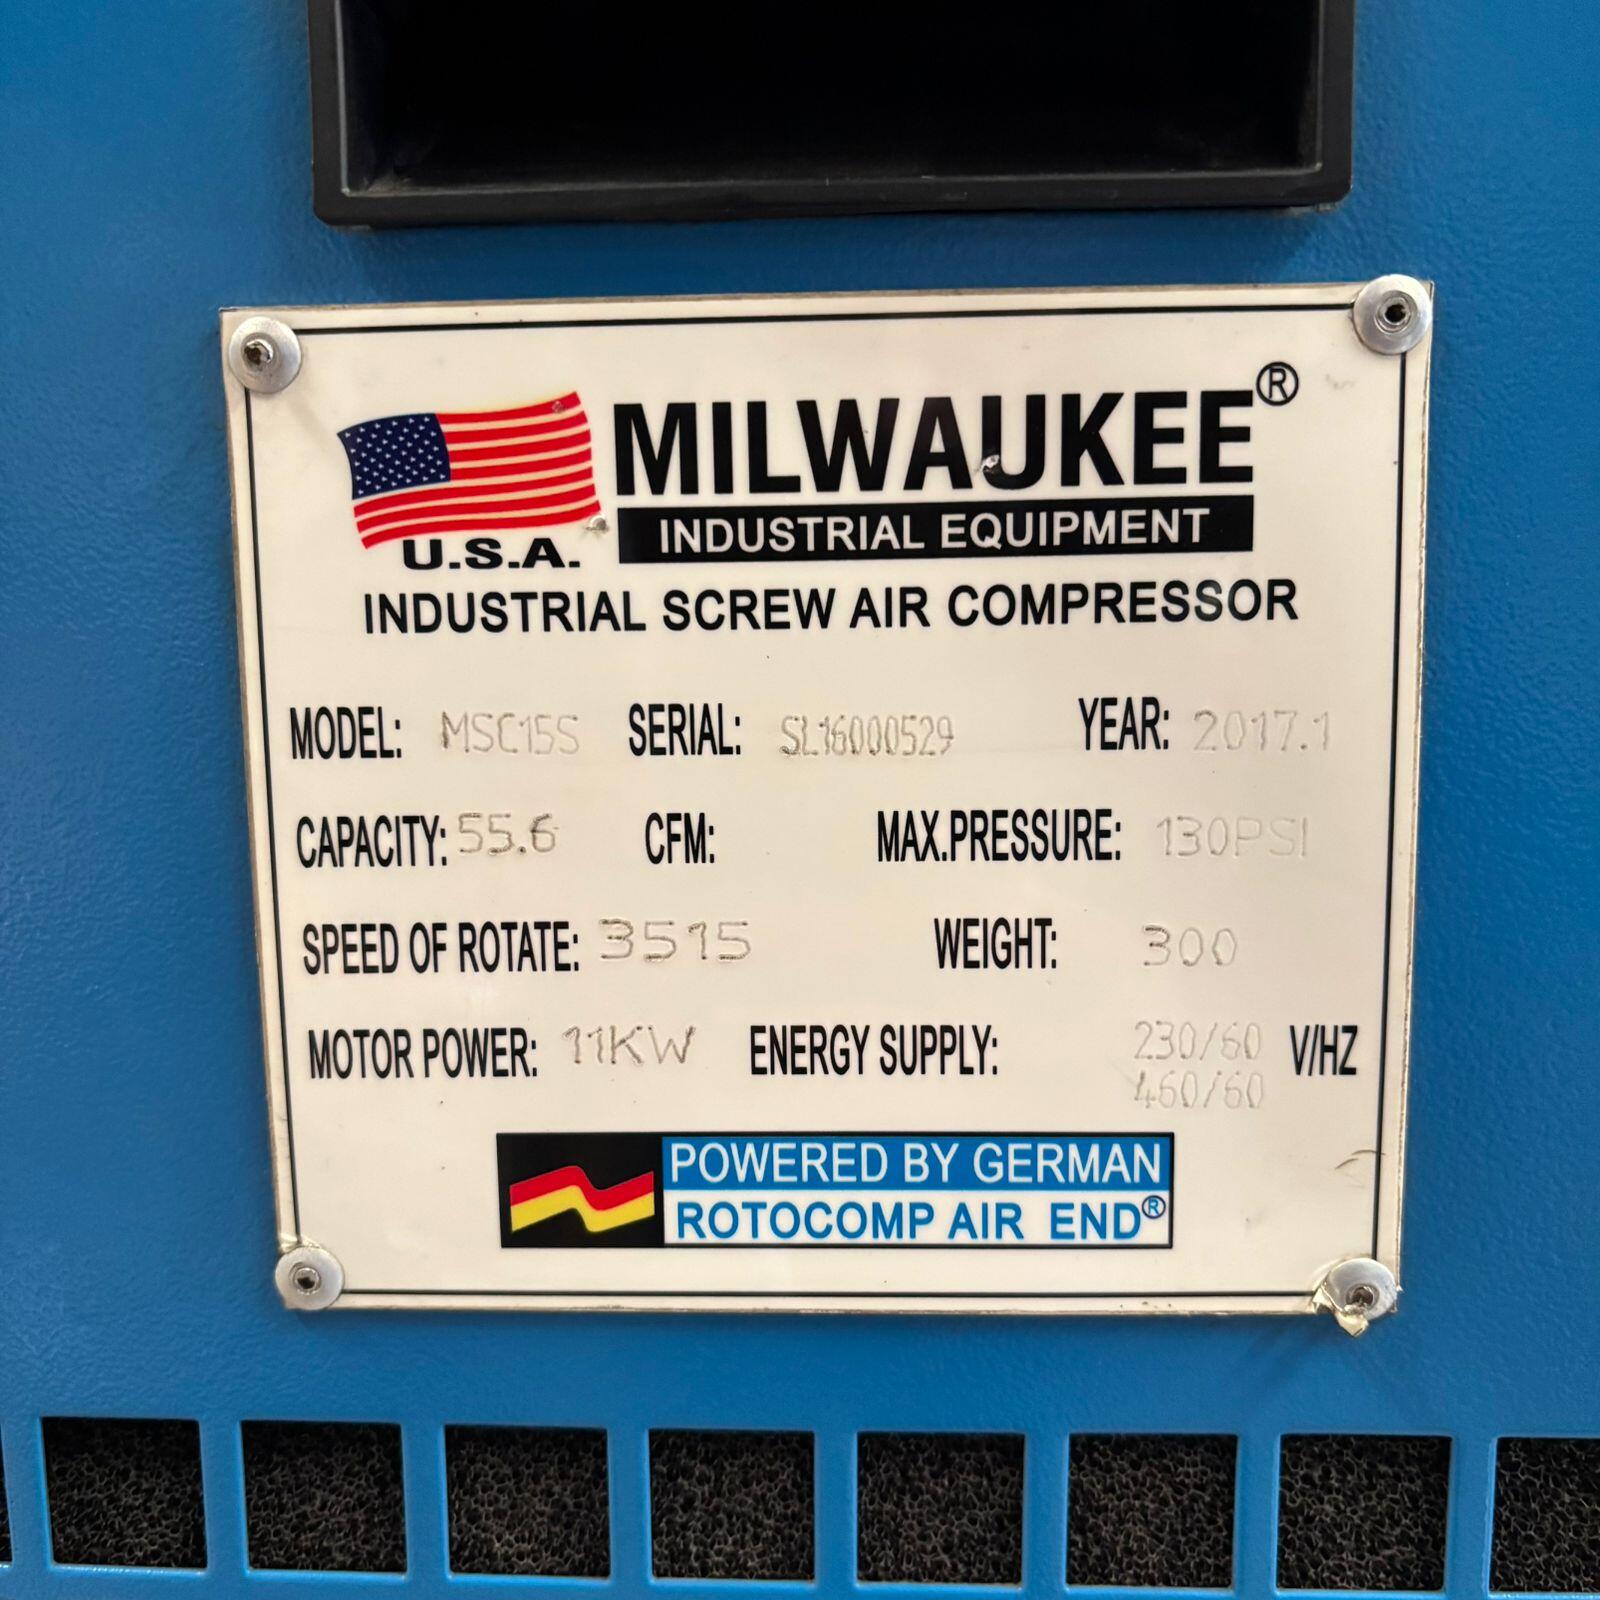 MILWAUKEE®
INDUSTRIAL EQUIPMENT
U.S.A.
INDUSTRIAL SCREW AIR COMPRESSOR
MODEL: MSC15S SERIAL: SL16000529 YEAR: 2017.1
CAPACITY: 55.6 CFM: MAX.PRESSURE: 130PSI
SPEED OF ROTATE: 3515 WEIGHT: 300
MOTOR POWER: 11KW ENERGY SUPPLY: 230/60 V/HZ
460/60
POWERED BY GERMAN
ROTOCOMP AIR END®